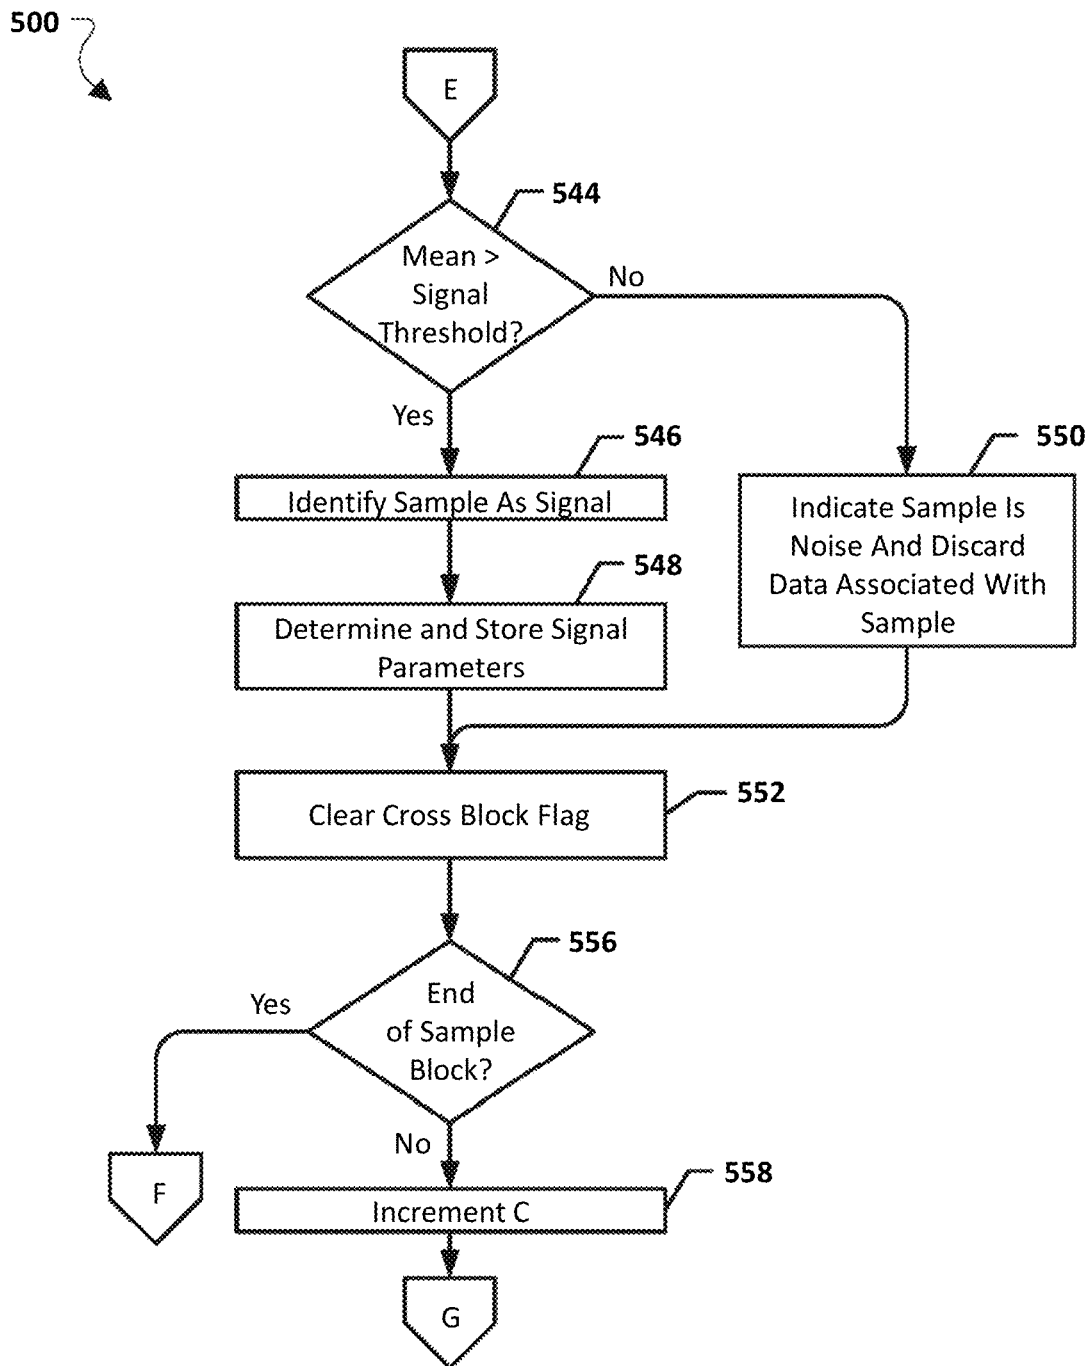 500
E
544
Mean >
Signal
Threshold?
No
Yes
546
550
Identify Sample As Signal
Indicate Sample Is
Noise And Discard
Data Associated With
Sample
548
Determine and Store Signal
Parameters
552
Clear Cross Block Flag
556
Yes
End
of Sample
Block?
No
F
558
Increment C
G